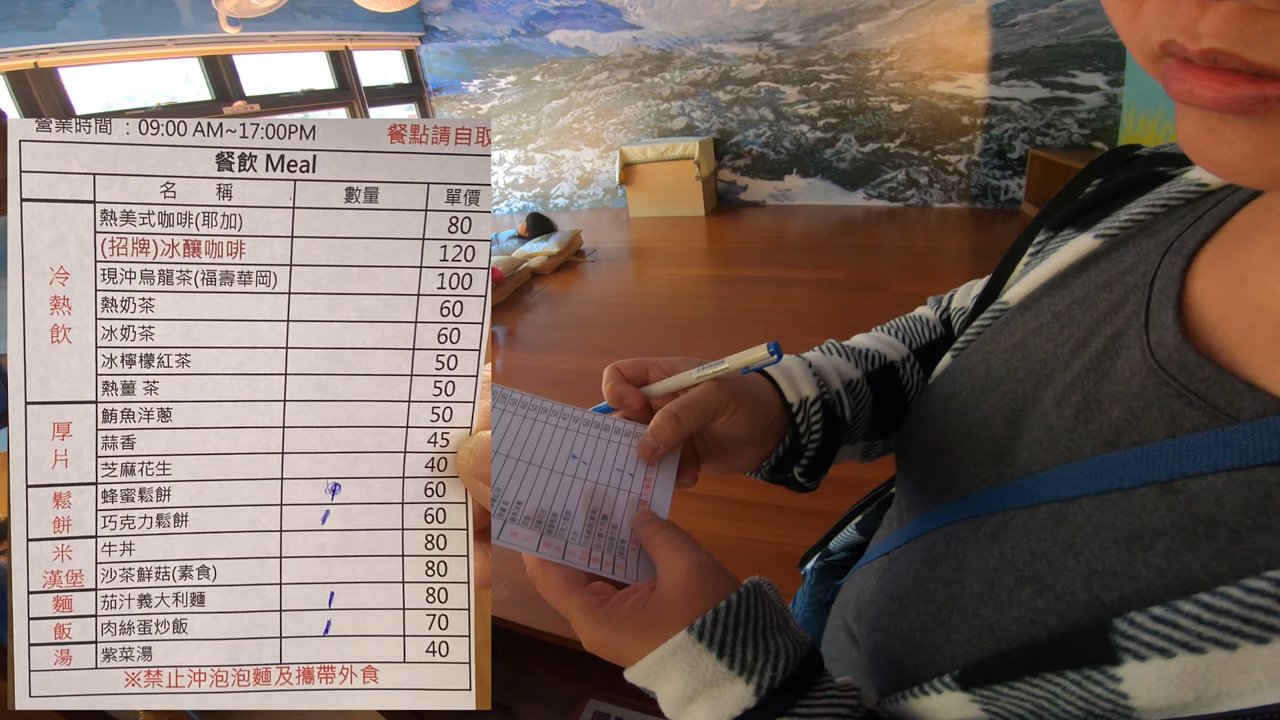 營業時間 ：09:00 AM~17:00PM 餐點請自取
餐飲 Meal
名 稱 數量 單價
冷熱飲
熱美式咖啡(耶加) 80
(招牌)冰釀咖啡 120
現沖烏龍茶(福壽華岡) 100
熱奶茶 60
冰奶茶 60
冰檸檬紅茶 50
熱薑 茶 50
厚片
鮪魚洋蔥 50
蒜香 45
芝麻花生 40
鬆餅
蜂蜜鬆餅 60
巧克力鬆餅 60
米漢堡
牛丼 80
沙茶鮮菇(素食) 80
麵 茄汁義大利麵 80
飯 肉絲蛋炒飯 70
湯 紫菜湯 40
※禁止沖泡泡麵及攜帶外食